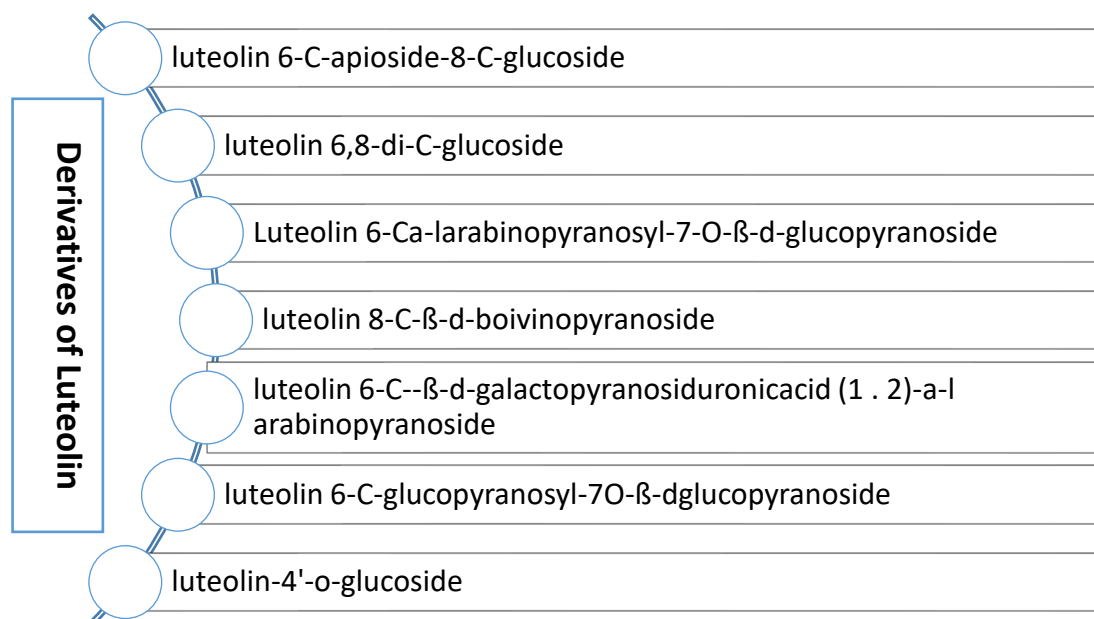 Derivatives of Luteolin
luteolin 6-C-apioside-8-C-glucoside
luteolin 6,8-di-C-glucoside
Luteolin 6-Ca-larabinopyranosyl-7-O-ß-d-glucopyranoside
luteolin 8-C-ß-d-boivinopyranoside
luteolin 6-C--ß-d-galactopyranosiduronicacid (1 . 2)-a-l
arabinopyranoside
luteolin 6-C-glucopyranosyl-7O-ß-dglucopyranoside
luteolin-4'-o-glucoside